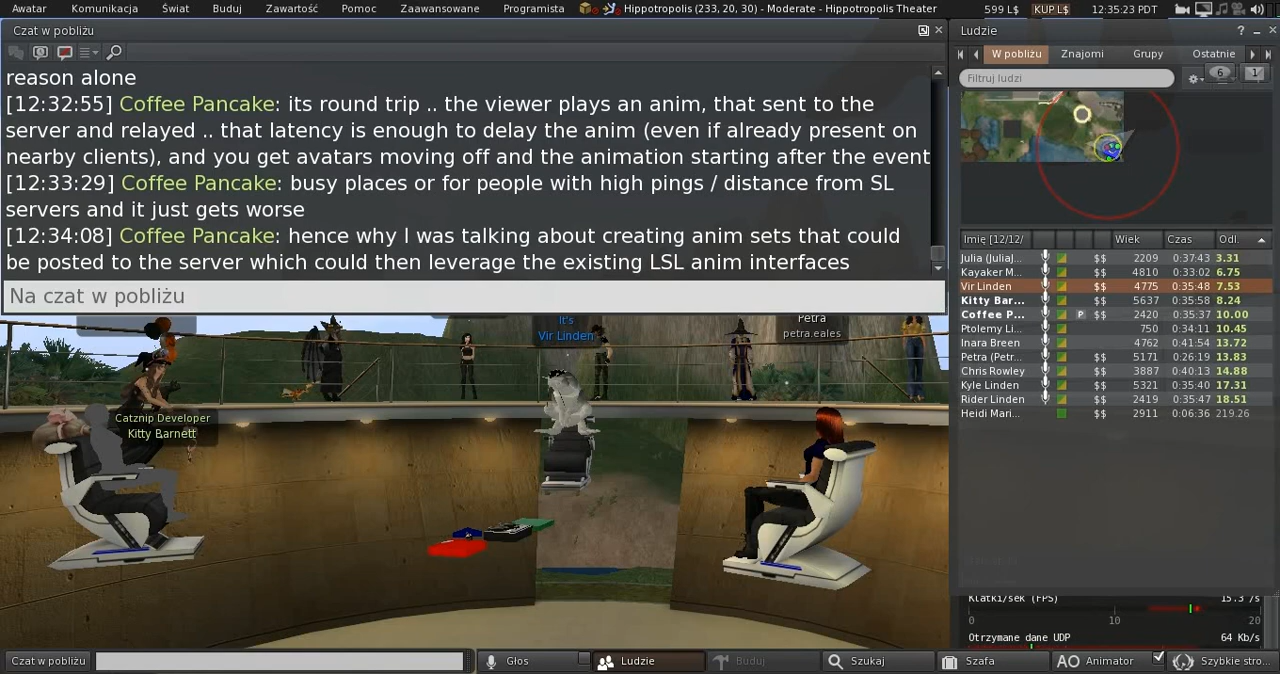 Awatar Komunikacja Świat Buduj Zawartość Pomoc Zaawansowane Programista Hippotropolis (233, 20, 30) - Moderate - Hippotropolis Theater 599 L$ KUP L$ 12:35:23 PDT
Czat w pobliżu
reason alone
[12:32:55] Coffee Pancake: its round trip .. the viewer plays an anim, that sent to the
server and relayed .. that latency is enough to delay the anim (even if already present on
nearby clients), and you get avatars moving off and the animation starting after the event
[12:33:29] Coffee Pancake: busy places or for people with high pings / distance from SL
servers and it just gets worse
[12:34:08] Coffee Pancake: hence why I was talking about creating anim sets that could
be posted to the server which could then leverage the existing LSL anim interfaces
Na czat w pobliżu
It's
Vir Linden
Petra
petra.eales
Catznip Developer
Kitty Barnett
Ludzie
W pobliżu Znajomi Grupy Ostatnie
Filtruj ludzi 6 1
Imię [12/12/ Wiek Czas Odl.
Julia (JuliaJ... $$ 2209 0:37:43 3.31
Kayaker M... $$ 4810 0:33:02 6.75
Vir Linden 4775 0:35:48 7.53
Kitty Bar... $$ 5637 0:35:58 8.24
Coffee P... P $$ 2420 0:35:37 10.00
Ptolemy Li... 750 0:34:11 10.45
Inara Breen 4762 0:41:54 13.72
Petra (Petr... $$ 5171 0:26:19 13.83
Chris Rowley $$ 3887 0:40:13 14.88
Kyle Linden $$ 5321 0:35:40 17.31
Rider Linden $$ 2419 0:35:47 18.51
Heidi Mari... $$ 2911 0:06:36 219.26
Klatki/sek (FPS) 15.3 /s
0 10 20
Otrzymane dane UDP 64 Kb/s
Czat w pobliżu Głos Ludzie Buduj Szukaj Szafa AO Animator Szybkie stro...